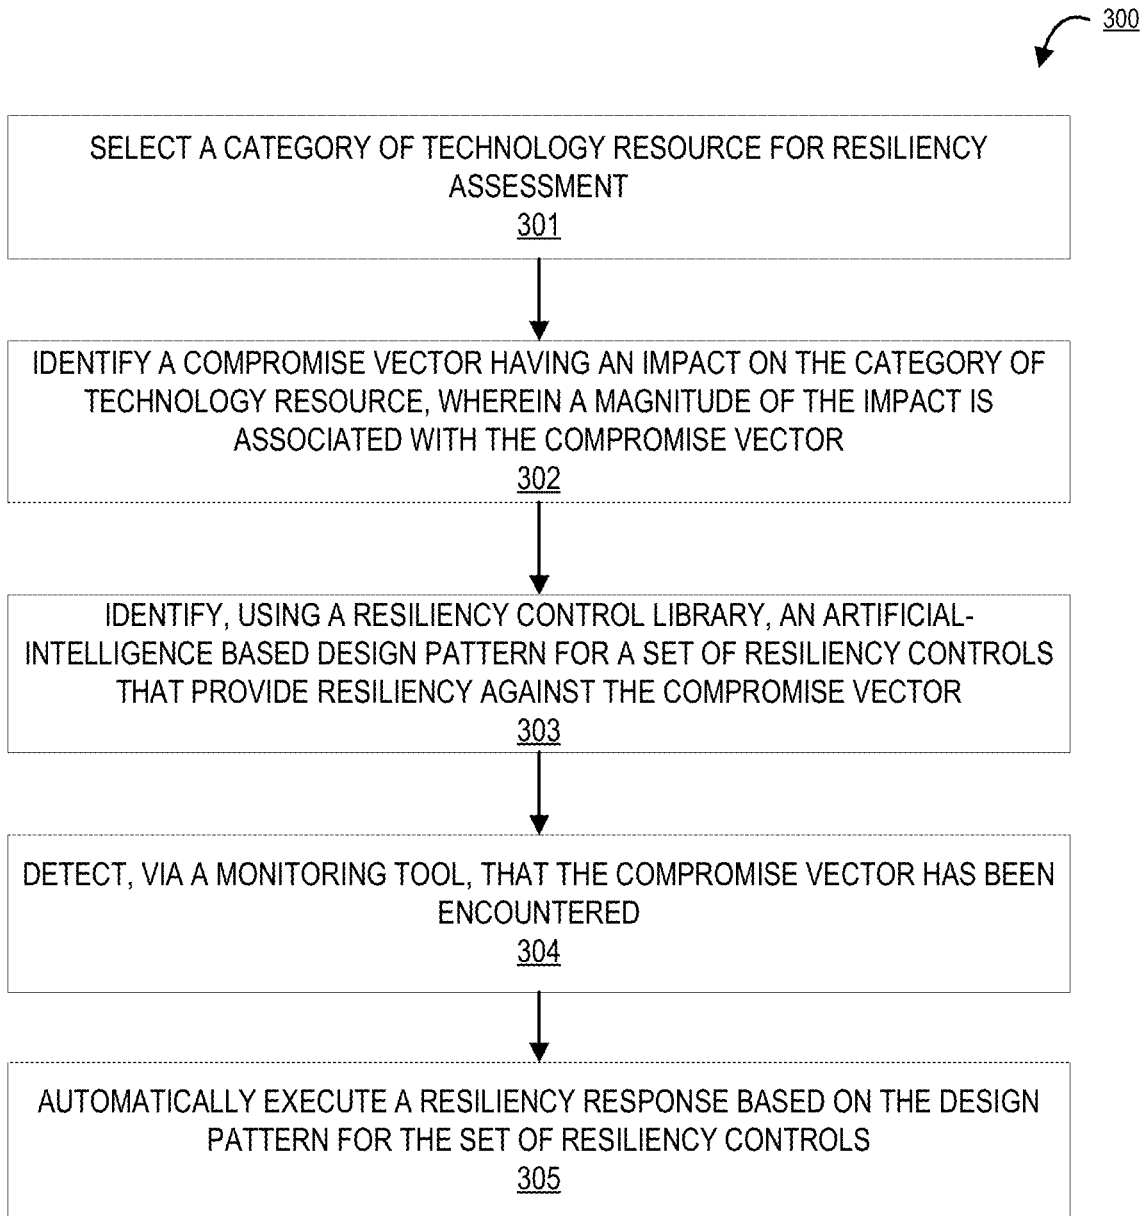 300
SELECT A CATEGORY OF TECHNOLOGY RESOURCE FOR RESILIENCY
ASSESSMENT
301
IDENTIFY A COMPROMISE VECTOR HAVING AN IMPACT ON THE CATEGORY OF
TECHNOLOGY RESOURCE, WHEREIN A MAGNITUDE OF THE IMPACT IS
ASSOCIATED WITH THE COMPROMISE VECTOR
302
IDENTIFY, USING A RESILIENCY CONTROL LIBRARY, AN ARTIFICIAL-
INTELLIGENCE BASED DESIGN PATTERN FOR A SET OF RESILIENCY CONTROLS
THAT PROVIDE RESILIENCY AGAINST THE COMPROMISE VECTOR
303
DETECT, VIA A MONITORING TOOL, THAT THE COMPROMISE VECTOR HAS BEEN
ENCOUNTERED
304
AUTOMATICALLY EXECUTE A RESILIENCY RESPONSE BASED ON THE DESIGN
PATTERN FOR THE SET OF RESILIENCY CONTROLS
305